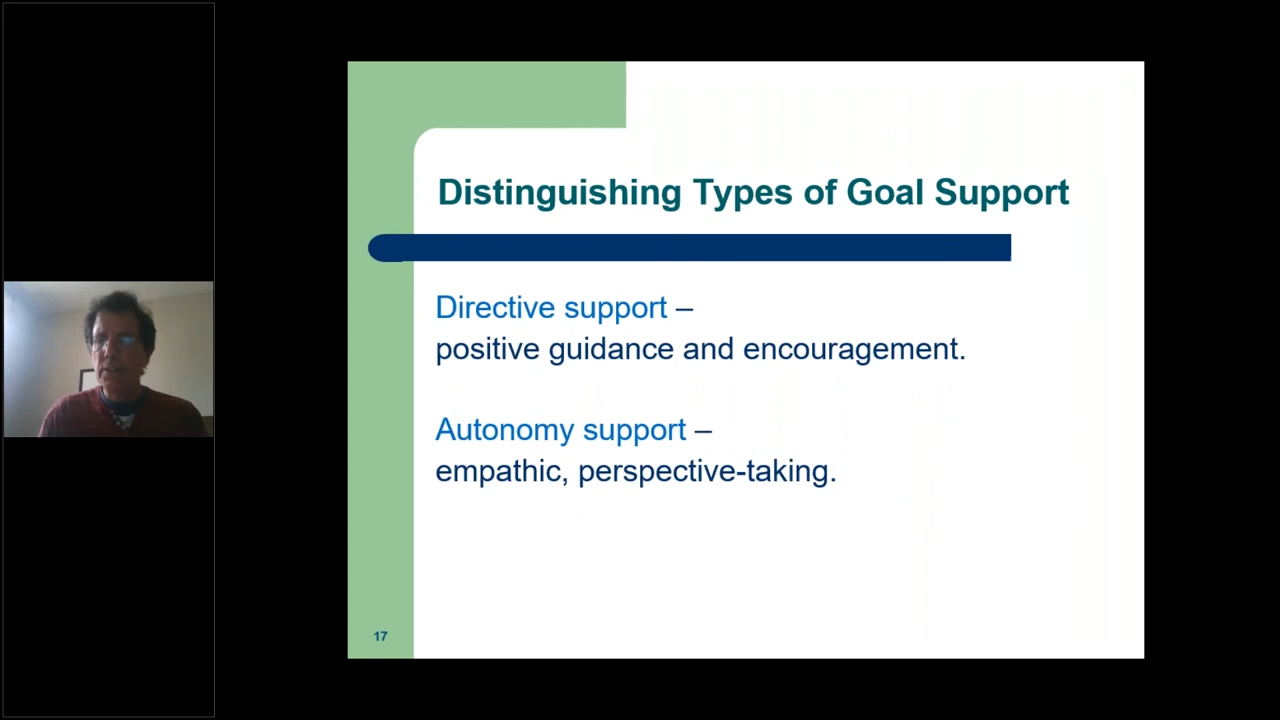 Distinguishing Types of Goal Support
Directive support –
positive guidance and encouragement.
Autonomy support –
empathic, perspective-taking.
17